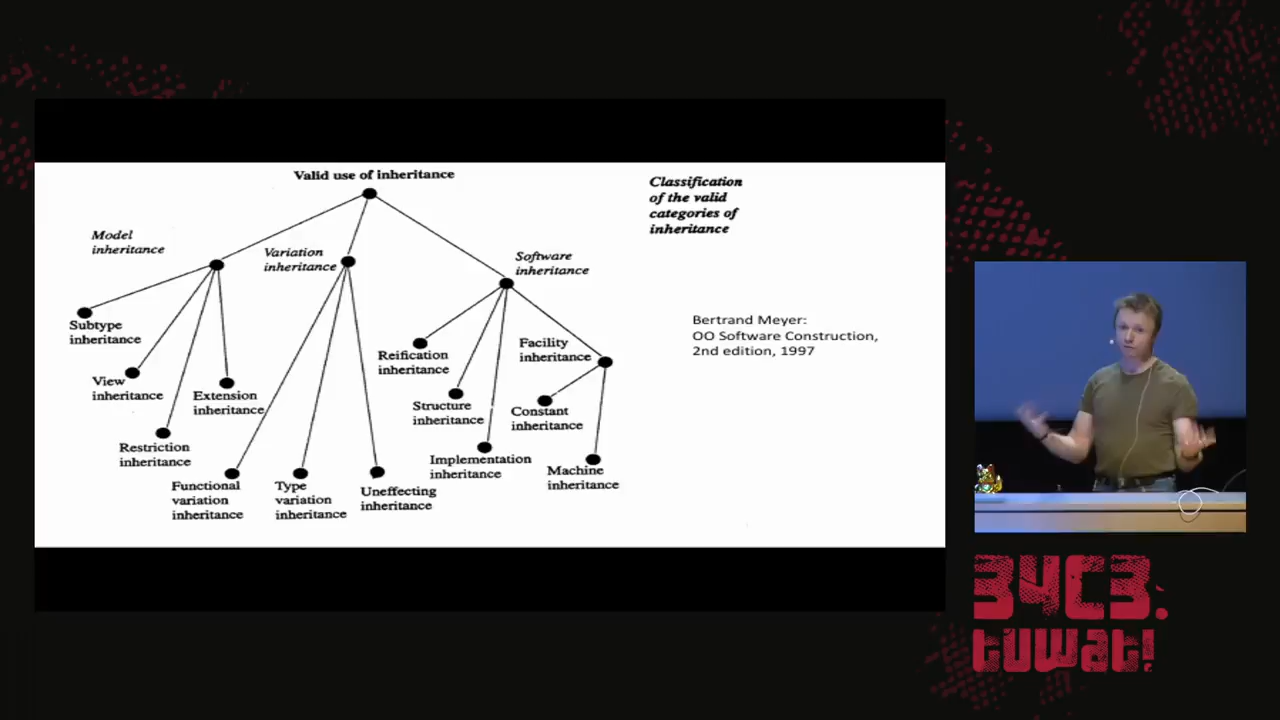 Valid use of inheritance
Classification
of the valid
categories of
inheritance
Model
inheritance
Variation
inheritance
Software
inheritance
Subtype
inheritance
View
inheritance
Extension
inheritance
Restriction
inheritance
Functional
variation
inheritance
Type
variation
inheritance
Uneffecting
inheritance
Reification
inheritance
Facility
inheritance
Structure
inheritance
Constant
inheritance
Implementation
inheritance
Machine
inheritance
Bertrand Meyer:
OO Software Construction,
2nd edition, 1997
34C3.
tuwat!